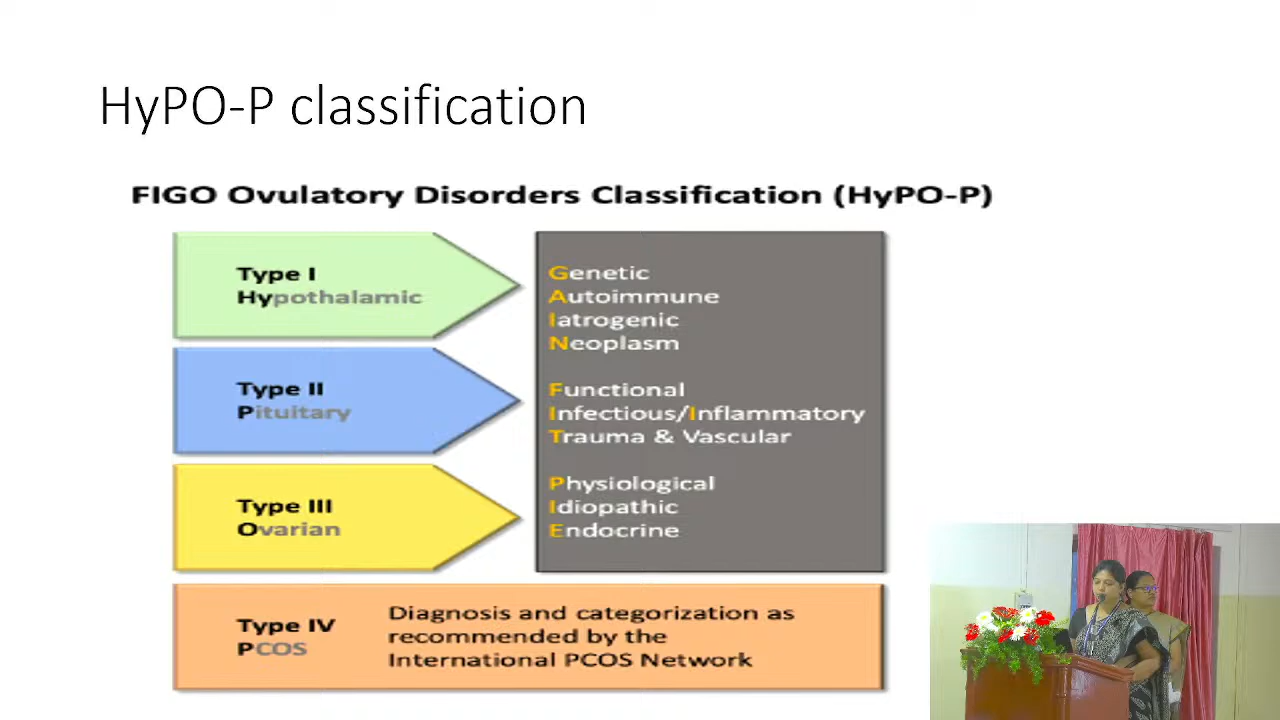 HyPO-P classification
FIGO Ovulatory Disorders Classification (HyPO-P)
Type I
Hypothalamic
Type II
Pituitary
Type III
Ovarian
Genetic
Autoimmune
Iatrogenic
Neoplasm
Functional
Infectious/Inflammatory
Trauma & Vascular
Physiological
Idiopathic
Endocrine
Type IV
PCOS
Diagnosis and categorization as
recommended by the
International PCOS Network